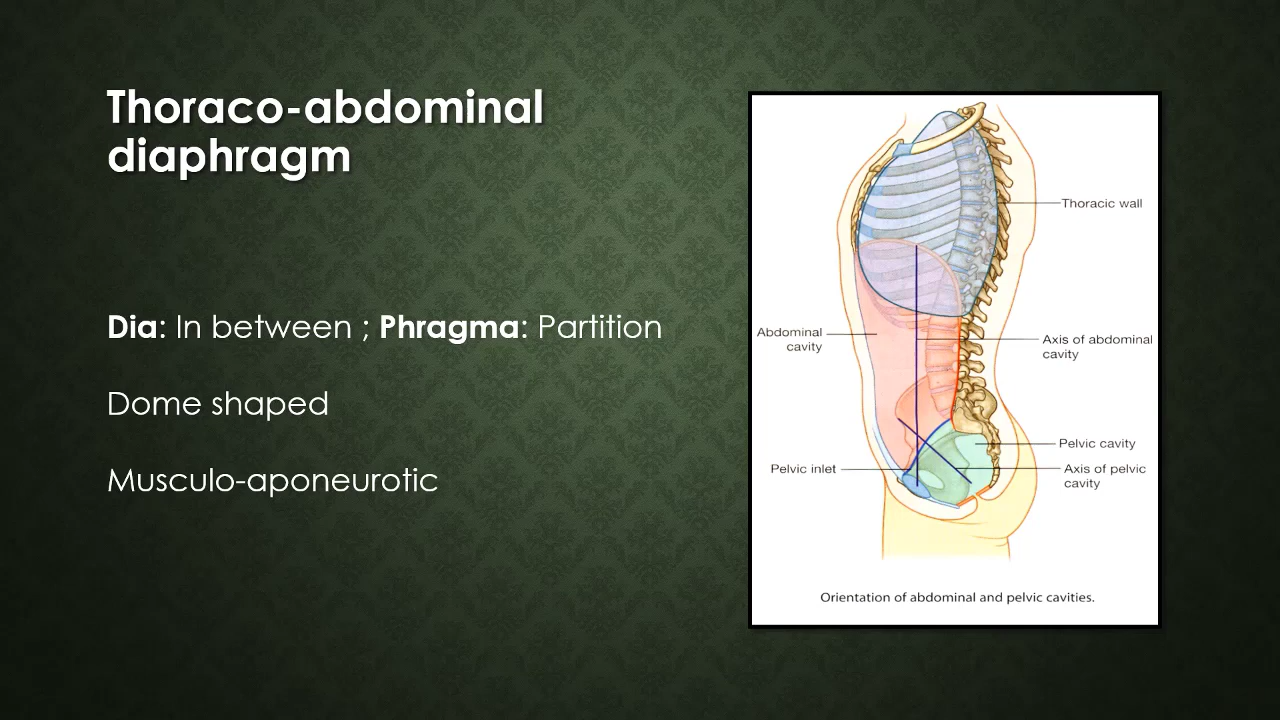 Thoraco-abdominal
diaphragm
Dia: In between ; Phragma: Partition
Dome shaped
Musculo-aponeurotic
Thoracic wall
Abdominal
cavity
Axis of abdominal
cavity
Pelvic cavity
Pelvic inlet
Axis of pelvic
cavity
Orientation of abdominal and pelvic cavities.